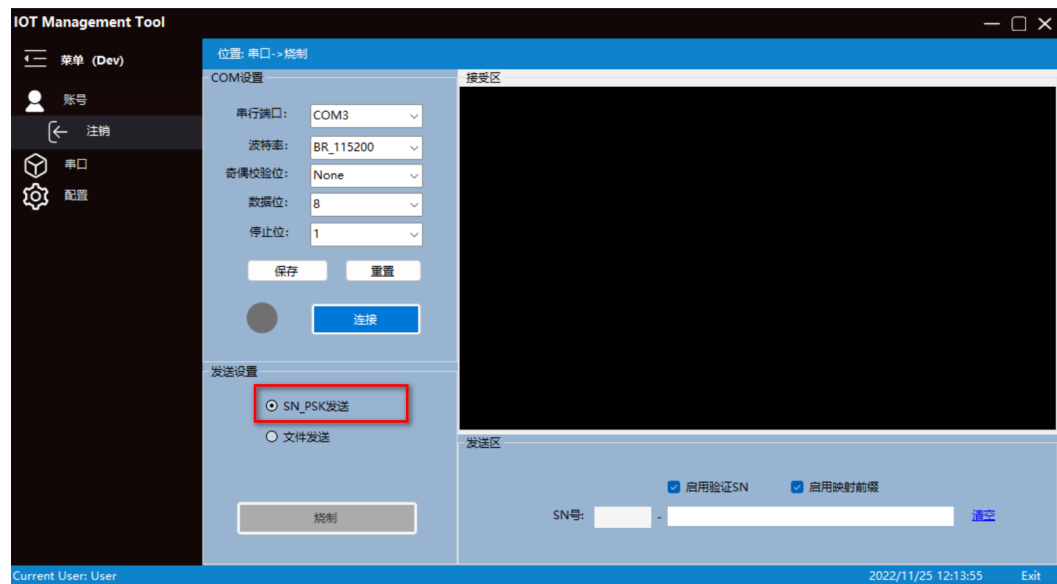 IOT Management Tool
菜单 (Dev)
账号
注销
串口
配置
位置: 串口->烧制
COM设置
串行端口: COM3
波特率: BR_115200
奇偶校验位: None
数据位: 8
停止位: 1
保存 重置
连接
发送设置
SN_PSK发送
文件发送
烧制
接受区
发送区
启用验证SN 启用映射前缀
SN号: - 清空
Current User: User 2022/11/25 12:13:55 Exit